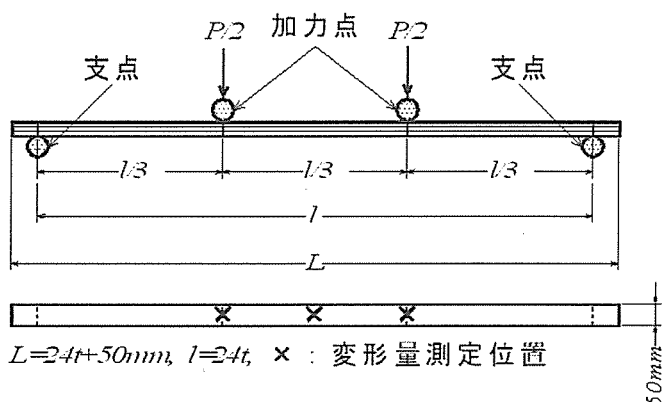 P/2 加力点 P/2
支点 支点
l/3 l/3 l/3
l
L
L=24t+50mm, l=24t, × : 変形量測定位置
50mm